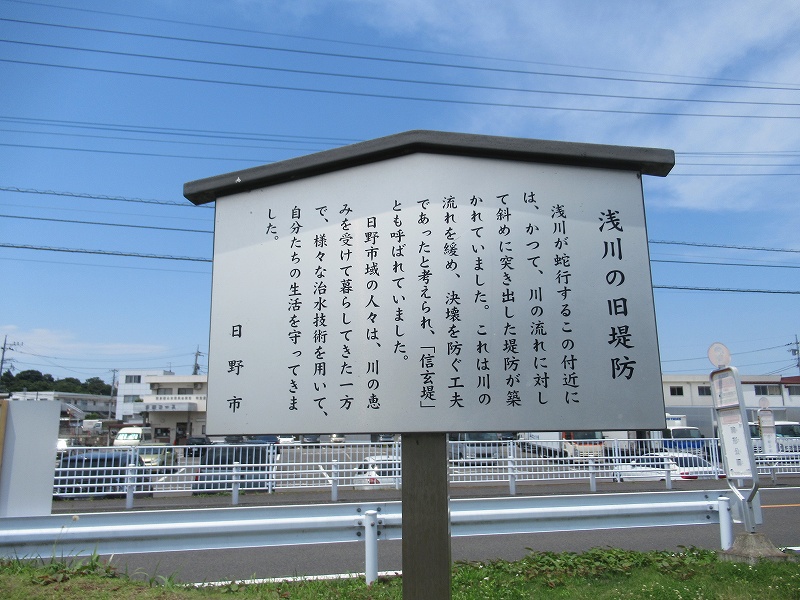 浅川の旧堤防
浅川が蛇行するこの付近に
は、かつて、川の流れに対し
て斜めに突き出した堤防が築
かれていました。これは川の
流れを緩め、決壊を防ぐ工夫
であったと考えられ、「信玄堤」
とも呼ばれていました。
日野市域の人々は、川の恵
みを受けて暮らしてきた一方
で、様々な治水技術を用いて、
自分たちの生活を守ってきま
した。
日野市